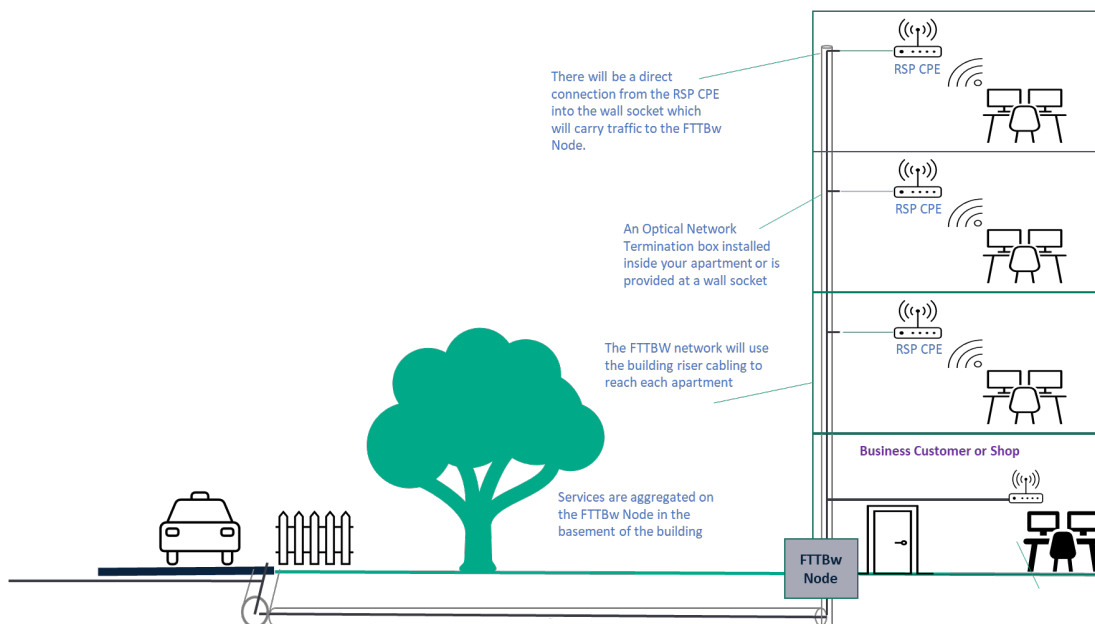 There will be a direct
connection from the RSP CPE
into the wall socket which
will carry traffic to the FTTBw
Node.
RSP CPE
An Optical Network
Termination box installed
inside your apartment or is
provided at a wall socket
RSP CPE
The FTTBW network will use
the building riser cabling to
reach each apartment
RSP CPE
Business Customer or Shop
Services are aggregated on
the FTTBw Node in the
basement of the building
FTTBw
Node